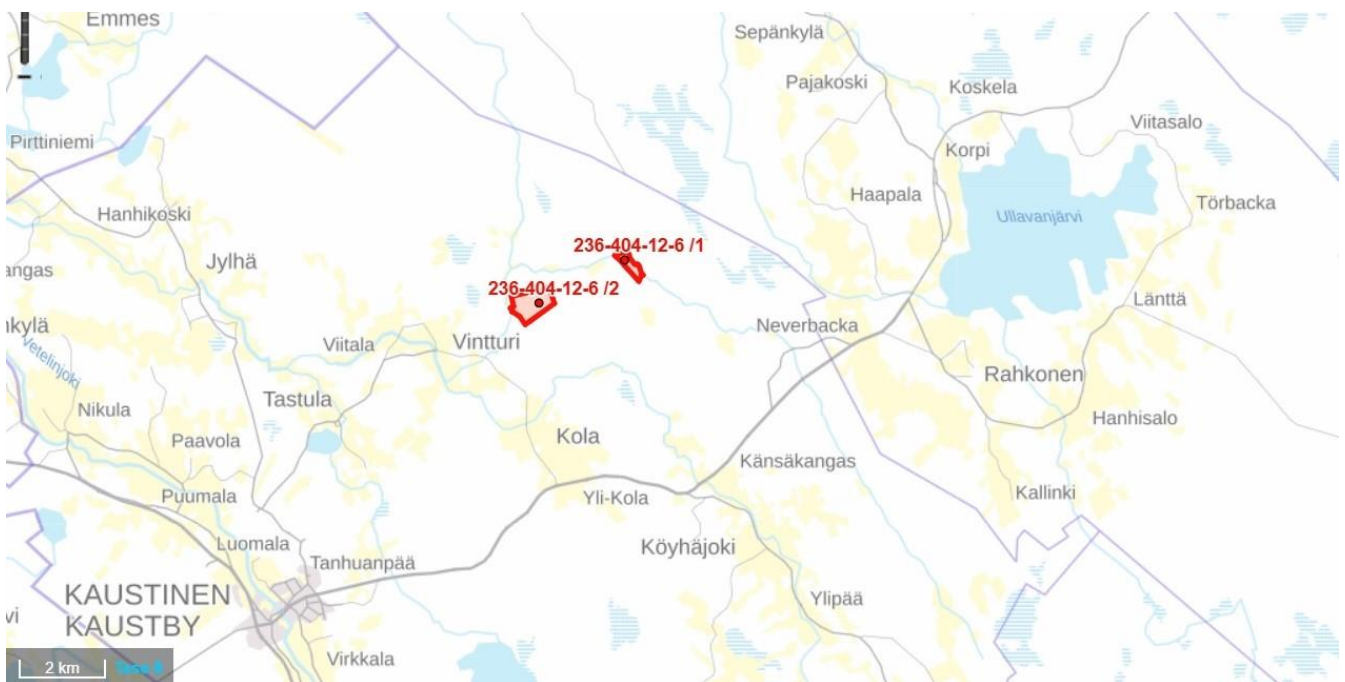 Emmes
Sepänkylä
Pajakoski
Koskela
Viitasalo
Pirttiniemi
Korpi
Haapala
Törbacka
Hanhikoski
Ullavanjärvi
236-404-12-6 /1
angas
Jylhä
236-404-12-6 /2
Länttä
nkylä
Neverbacka
Viitala
Vintturi
Vetelinjoki
Rahkonen
Tastula
Nikula
Hanhisalo
Paavola
Kola
Känsäkangas
Puumala
Yli-Kola
Kallinki
Luomala
Köyhäjoki
Tanhuanpää
KAUSTINEN
KAUSTBY
Ylipää
vi
Virkkala
2 km